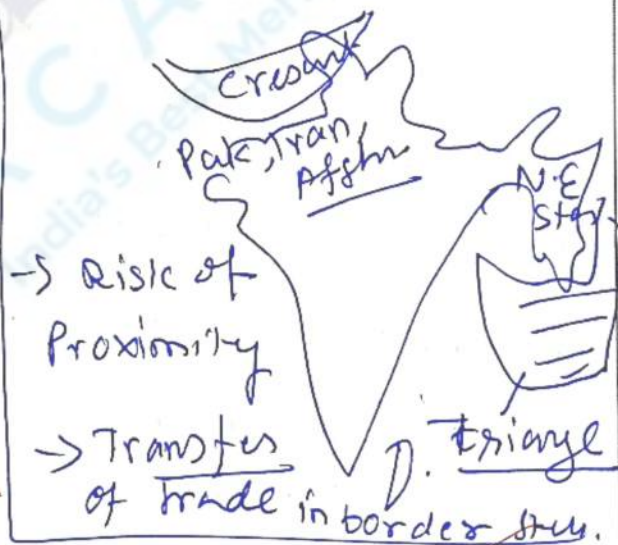 Cresant
Pak, Iran,
Afghn
N.E
→ Risk of
Proximity
→ Transfer
of trade in border
D. triangle